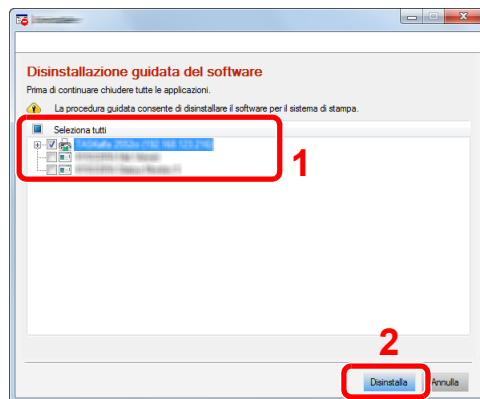 Disinstallazione guidata del software
Prima di continuare chiudere tutte le applicazioni.
La procedura guidata consente di disinstallare il software per il sistema di stampa.
Seleziona tutti
1
2
Disinstalla
Annulla